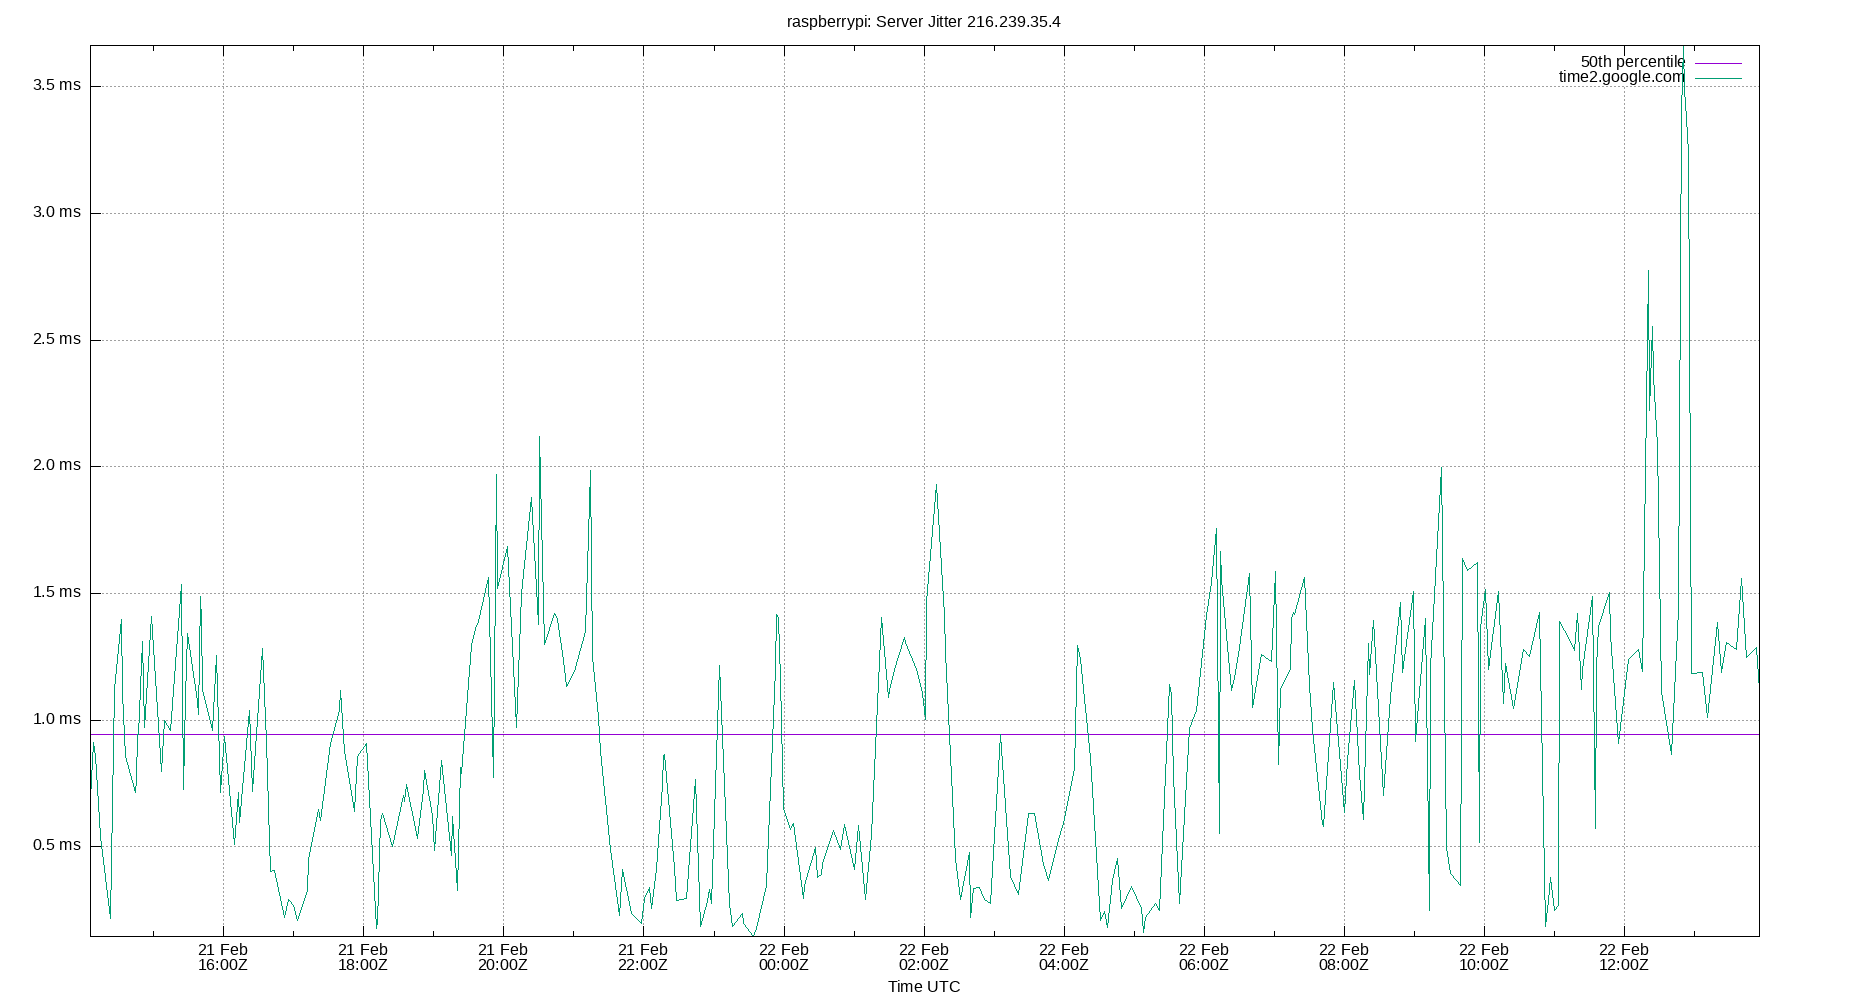 raspberrypi: Server Jitter 216.239.35.4
50th percentile
time2.google.com
3.5 ms
3.0 ms
2.5 ms
2.0 ms
1.5 ms
1.0 ms
0.5 ms
21 Feb 21 Feb 21 Feb 21 Feb 22 Feb 22 Feb 22 Feb 22 Feb 22 Feb 22 Feb 22 Feb
16:00Z 18:00Z 20:00Z 22:00Z 00:00Z 02:00Z 04:00Z 06:00Z 08:00Z 10:00Z 12:00Z
Time UTC